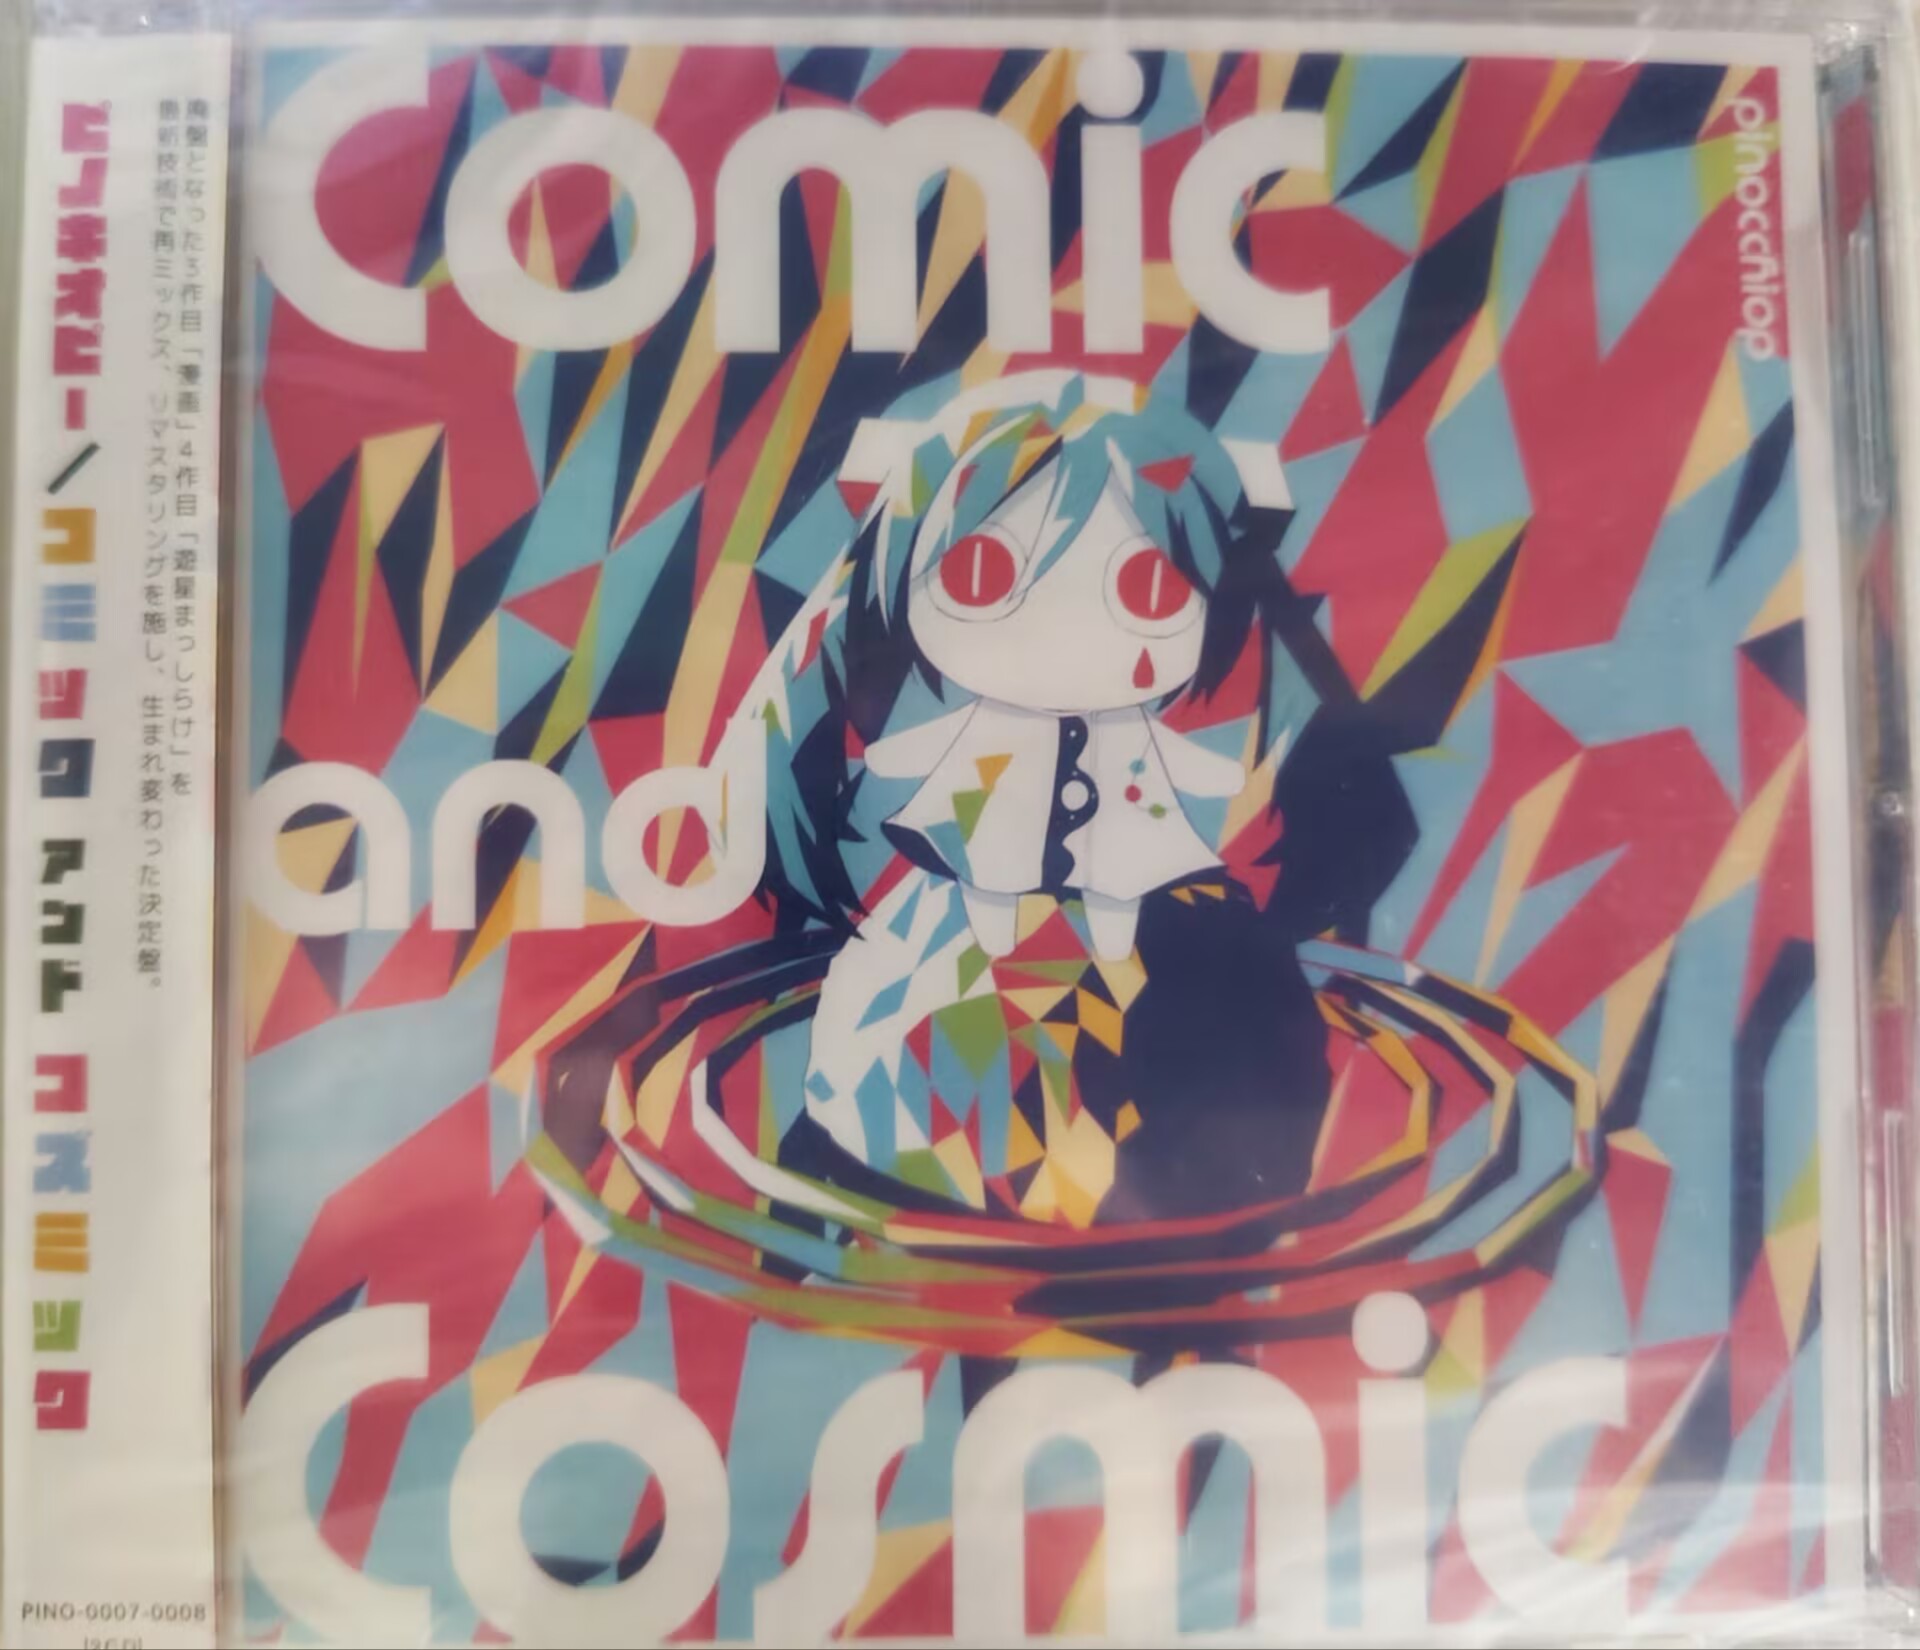 ピノキオピー/コミック アンド コズミック
廃盤となった3作目「漫画」4作目「遊星まっしらけ」を
最新技術で再ミックス、リマスタリングを施し、生まれ変わった決定盤。
PINO-0007-0008
Comic
and
Cosmic
pinocchiop